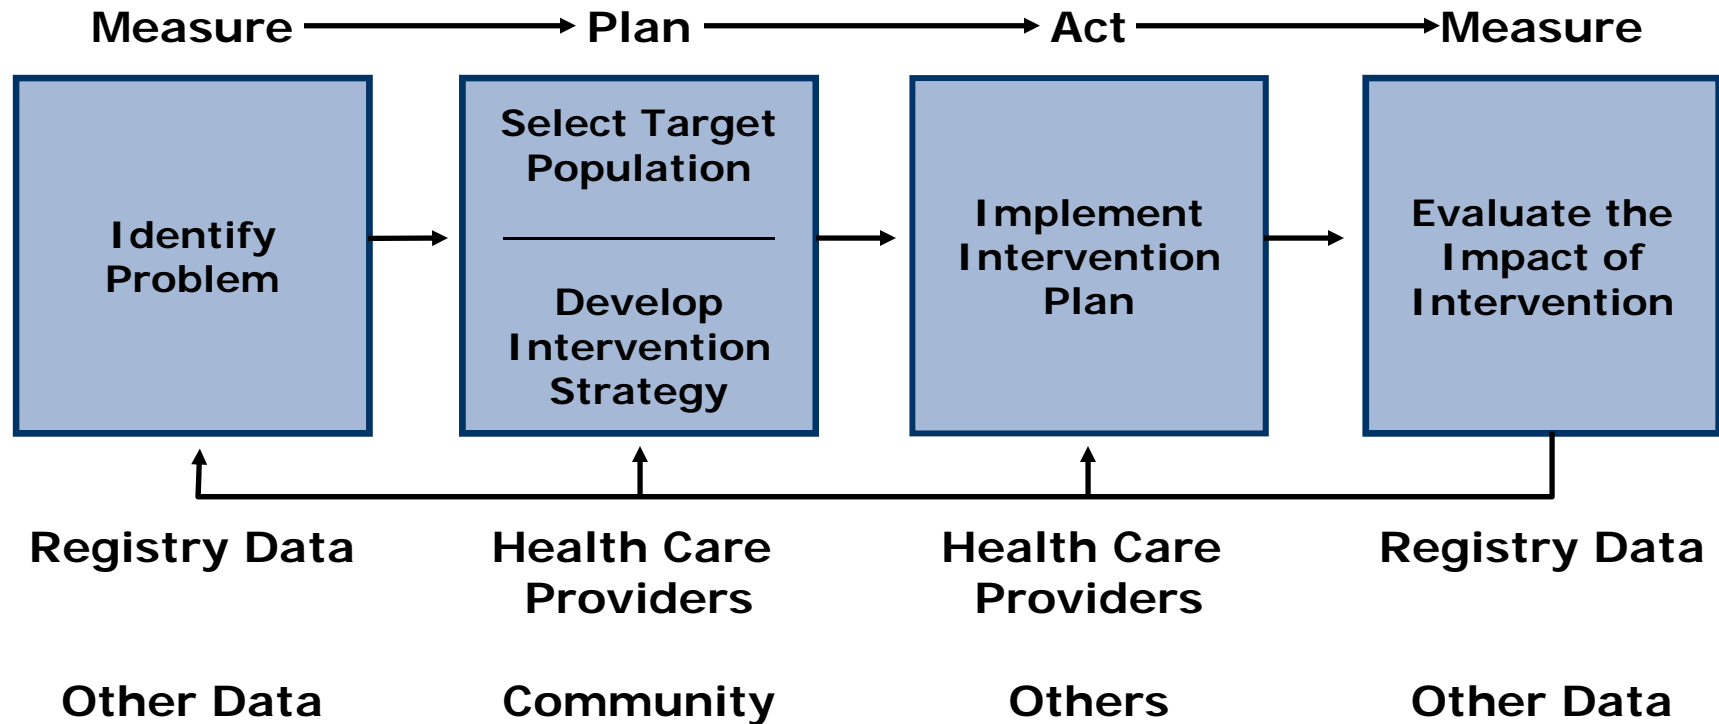 Measure Plan Act Measure
Identify
Problem
Select Target
Population
Develop
Intervention
Strategy
Implement
Intervention
Plan
Evaluate the
Impact of
Intervention
Registry Data
Health Care
Providers
Health Care
Providers
Registry Data
Other Data
Community
Others
Other Data